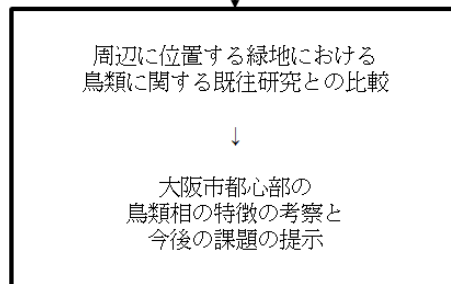 周辺に位置する緑地における
鳥類に関する既往研究との比較
↓
大阪市都心部の
鳥類相の特徴の考察と
今後の課題の提示